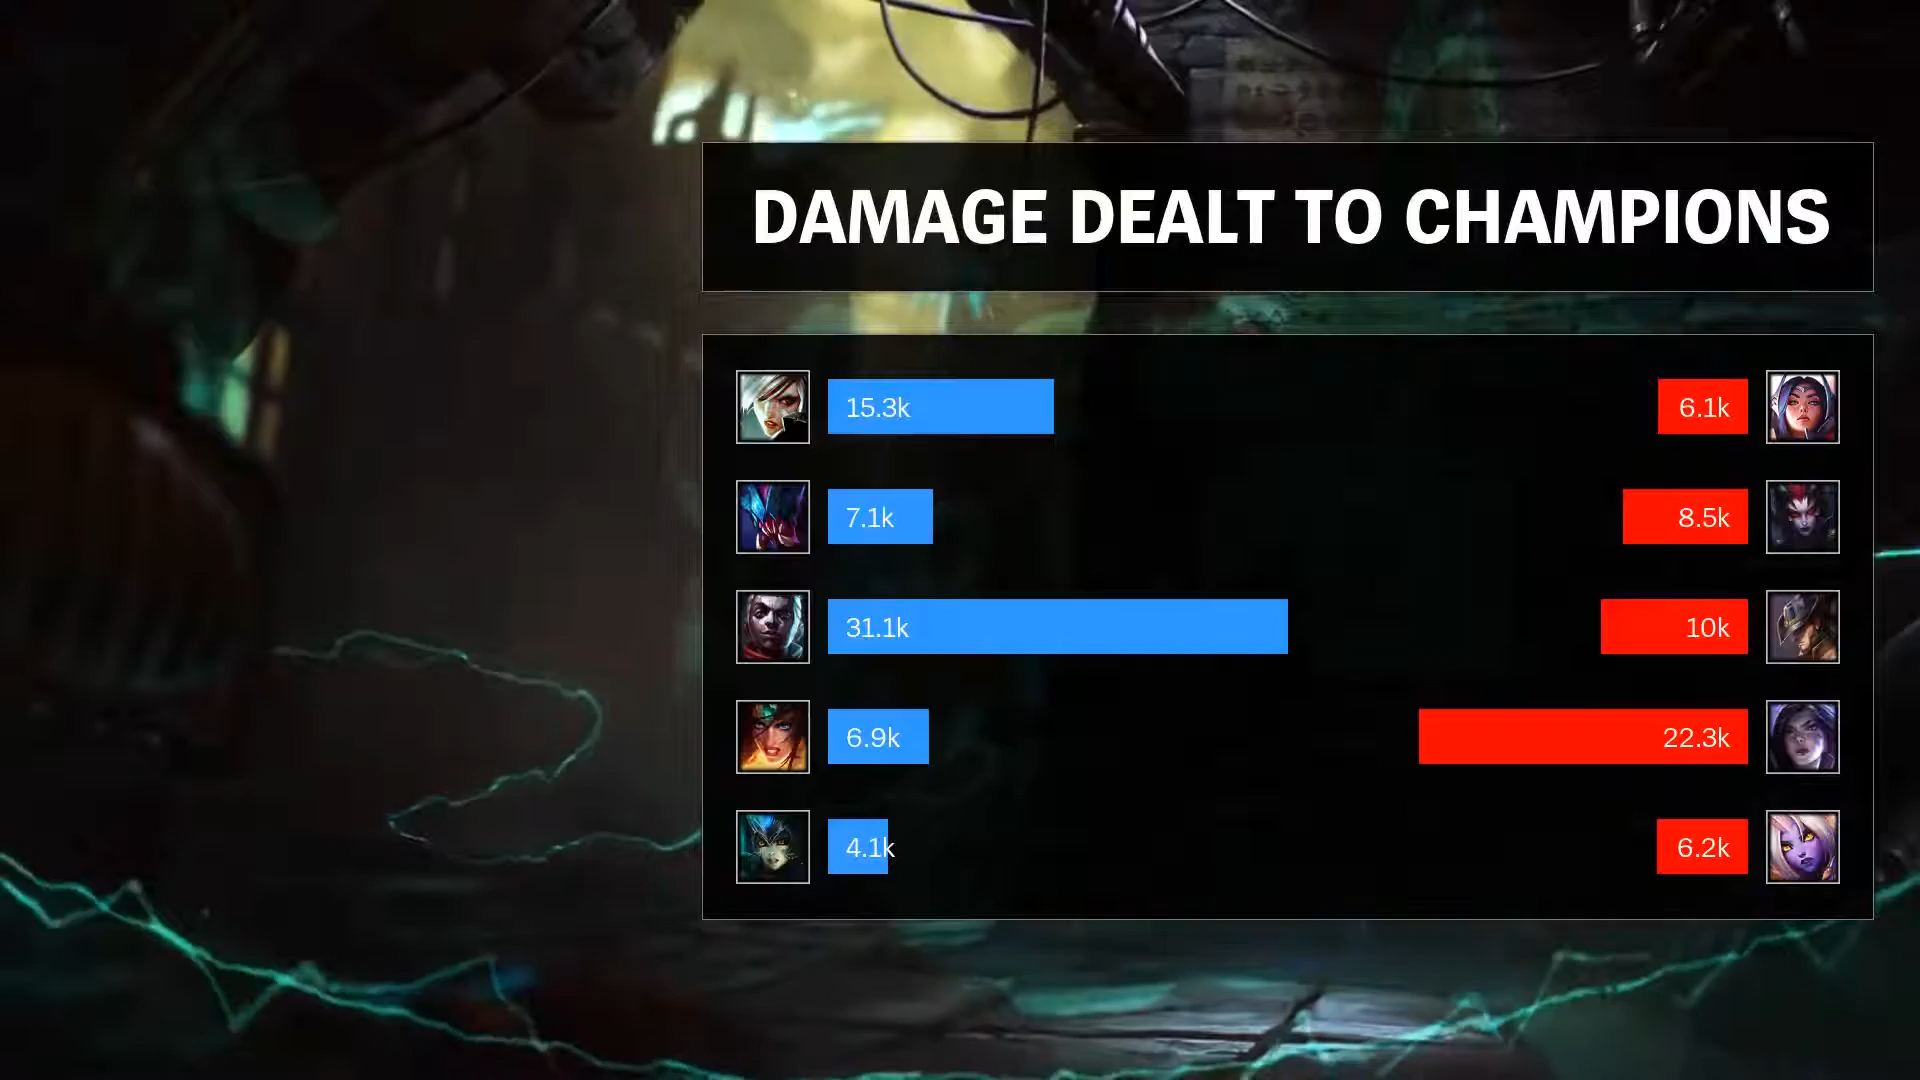 DAMAGE DEALT TO CHAMPIONS
15.3k 6.1k
7.1k 8.5k
31.1k 10k
6.9k 22.3k
4.1k 6.2k